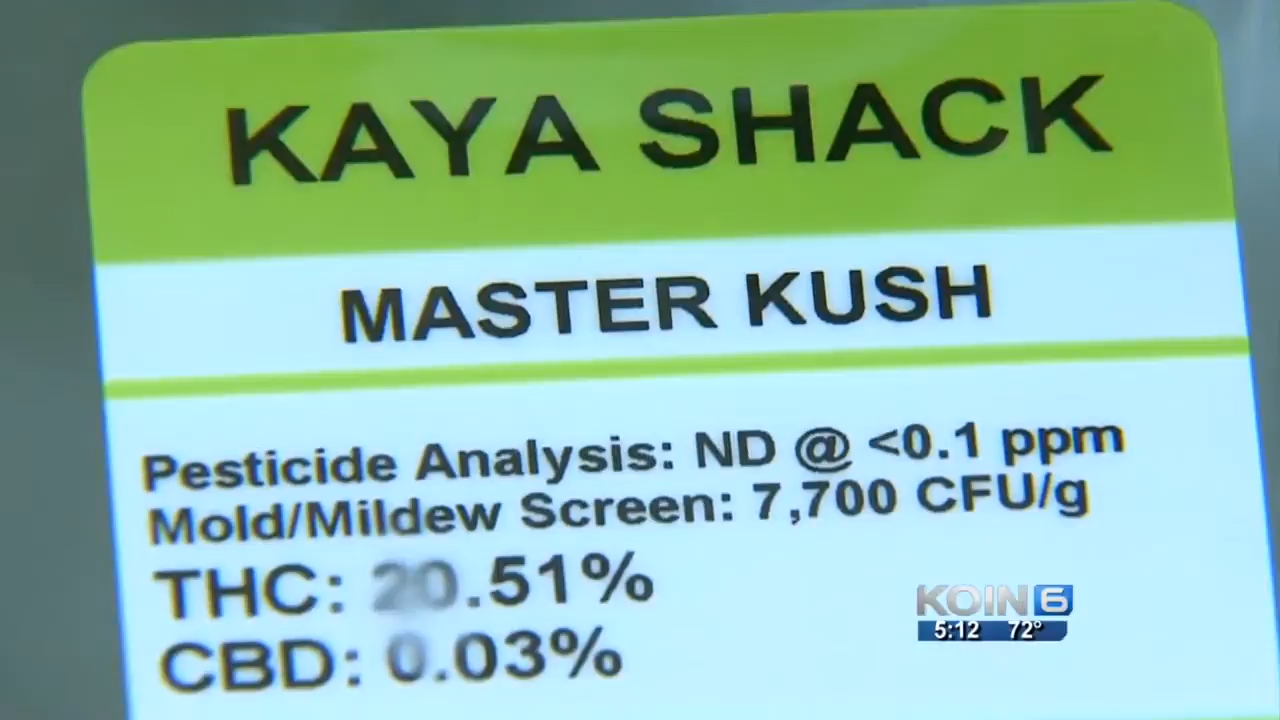 KAYA SHACK
MASTER KUSH
Pesticide Analysis: ND @ <0.1 ppm
Mold/Mildew Screen: 7,700 CFU/g
THC: 20.51%
CBD: 0.03%
KOIN 6
5:12 72°